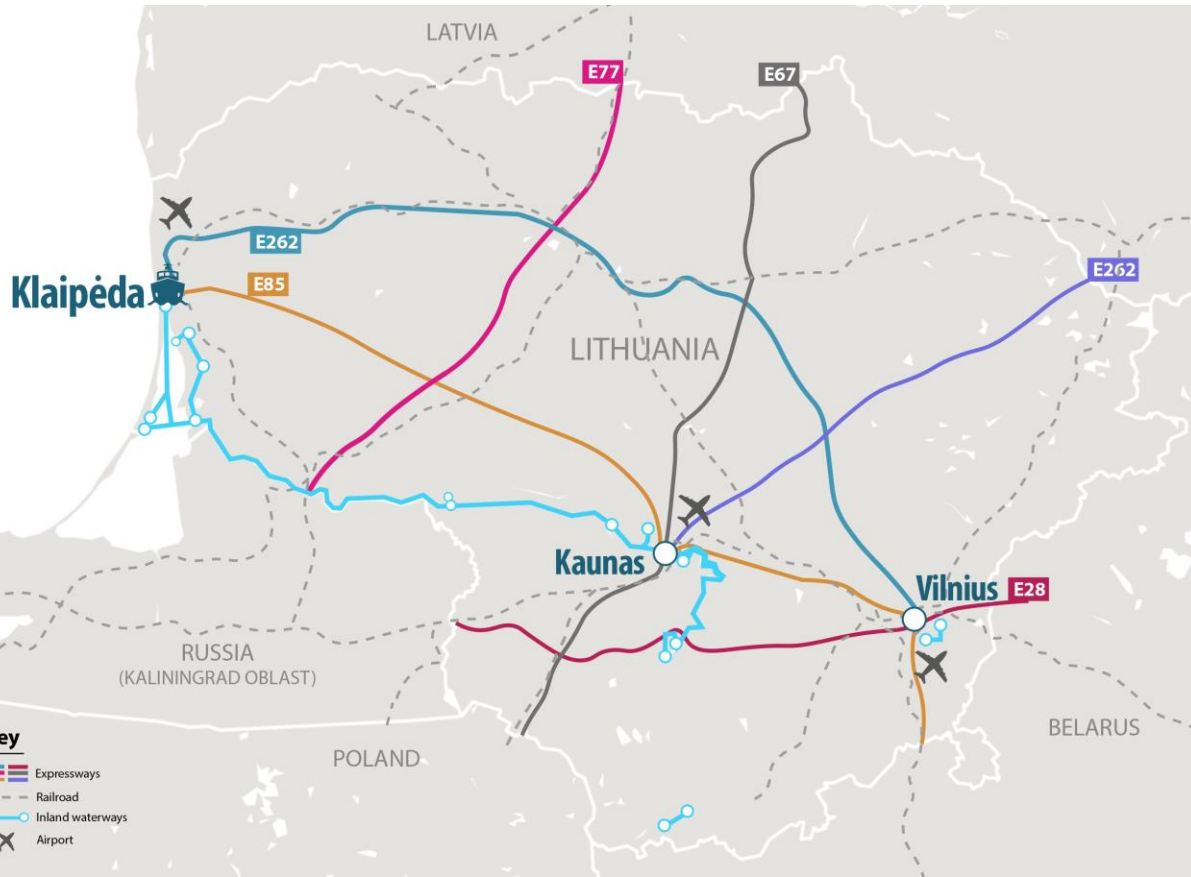 LATVIA
E77
E67
E262
E262
Klaipėda
E85
LITHUANIA
Kaunas
Vilnius
E28
RUSSIA
(KALININGRAD OBLAST)
BELARUS
POLAND
ey
Expressways
Railroad
Inland waterways
Airport